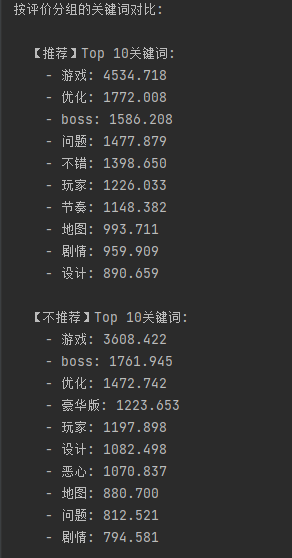 按评价分组的关键词对比:
【推荐】Top 10关键词:
- 游戏: 4534.718
- 优化: 1772.008
- boss: 1586.208
- 问题: 1477.879
- 不错: 1398.650
- 玩家: 1226.033
- 节奏: 1148.382
- 地图: 993.711
- 剧情: 959.909
- 设计: 890.659
【不推荐】Top 10关键词:
- 游戏: 3608.422
- boss: 1761.945
- 优化: 1472.742
- 豪华版: 1223.653
- 玩家: 1197.898
- 设计: 1082.498
- 恶心: 1070.837
- 地图: 880.700
- 问题: 812.521
- 剧情: 794.581